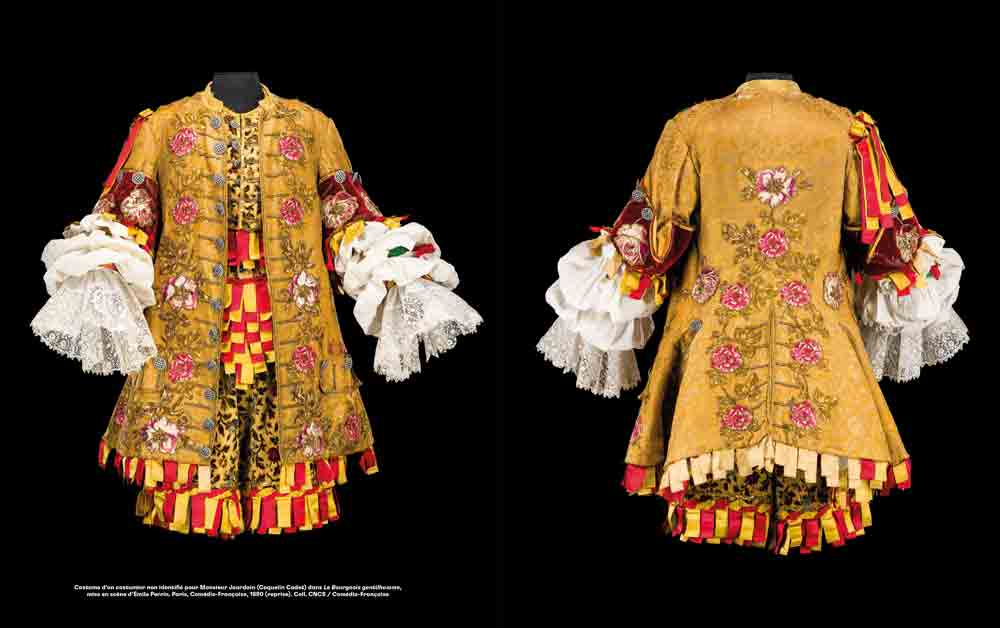 Costume d'un costumier non identifié pour Monsieur Jourdain (Coquelin Cadet) dans Le Bourgeois gentilhomme,
mise en scène d'Émile Perrin. Paris, Comédie-Française, 1880 (reprise). Coll. CNCS / Comédie-Française